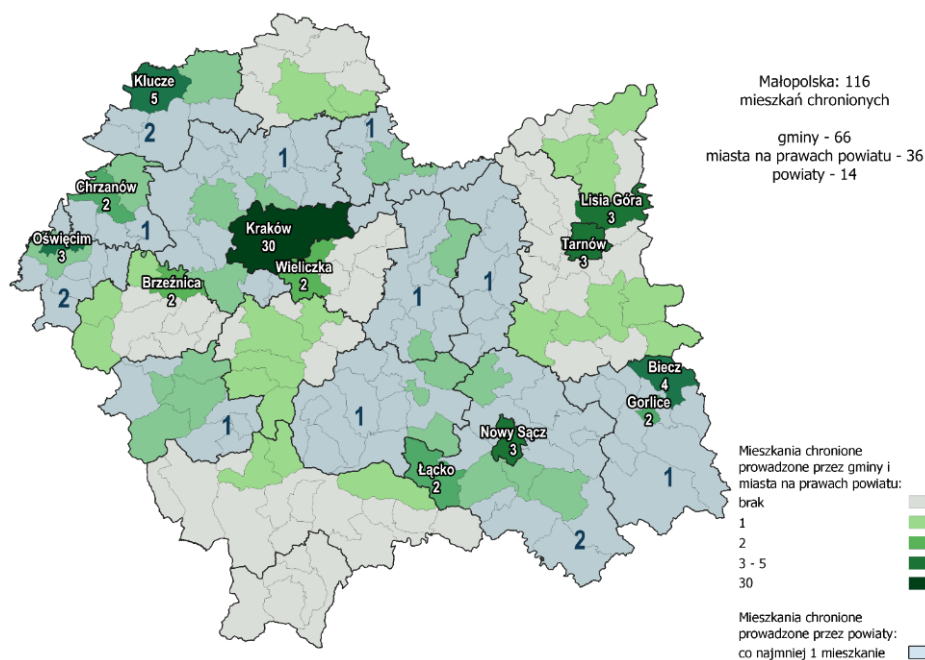 Klucze
5
2
1
1
Chrzanów
2
1
Oświęcim
3
2
Kraków
30
Wieliczka
2
Brzeźnica
2
Lisia Góra
3
Tarnów
3
1
1
Biecz
4
Gorlice
2
1
1
Nowy Sącz
3
Łącko
2
1
2
Małopolska: 116
mieszkań chronionych
gminy - 66
miasta na prawach powiatu - 36
powiaty - 14
Mieszkania chronione
prowadzone przez gminy i
miasta na prawach powiatu:
brak
1
2
3 - 5
30
Mieszkania chronione
prowadzone przez powiaty:
co najmniej 1 mieszkanie